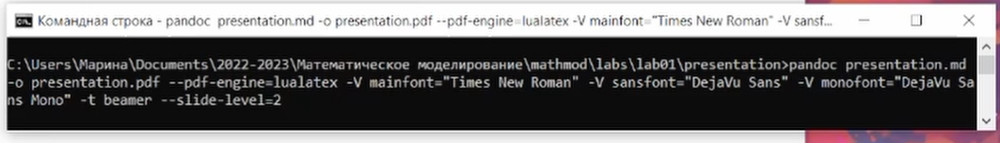 Командная строка - pandoc  presentation.md -o presentation.pdf --pdf-engine=lualatex -V mainfont="Times New Roman" -V sansf...
C:\Users\Марина\Documents\2022-2023\Математическое моделирование\mathmod\labs\lab01\presentation>pandoc presentation.md
-o presentation.pdf --pdf-engine=lualatex -V mainfont="Times New Roman" -V sansfont="DejaVu Sans" -V monofont="DejaVu Sa
ns Mono" -t beamer --slide-level=2